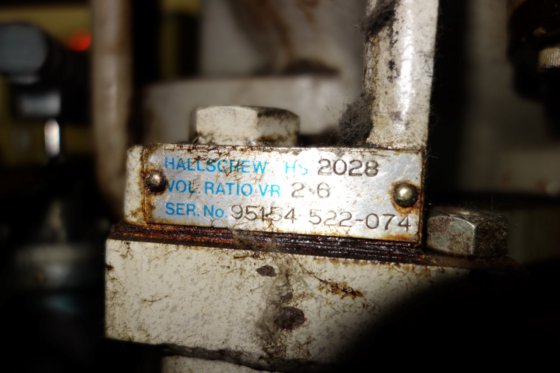 HALLSCREW HS 2028
VOL. RATIO VR 2·6
SER. No. 95154 522-074